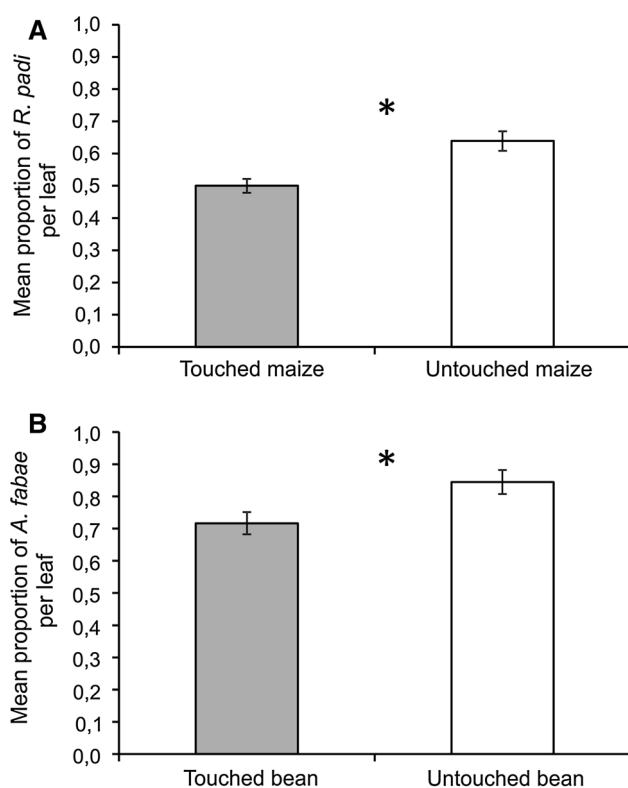 A
Mean proportion of R. padi
per leaf
1,0
0,9
0,8
0,7
0,6
0,5
0,4
0,3
0,2
0,1
0,0
*
Touched maize
Untouched maize
B
Mean proportion of A. fabae
per leaf
1,0
0,9
0,8
0,7
0,6
0,5
0,4
0,3
0,2
0,1
0,0
*
Touched bean
Untouched bean